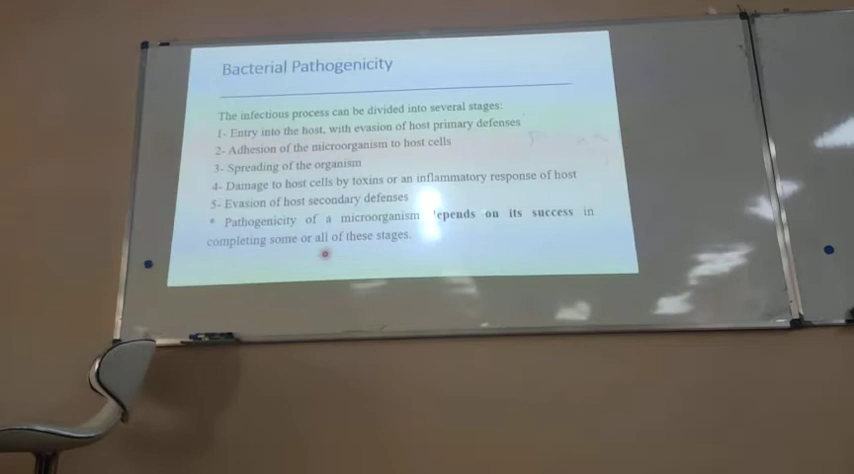 Bacterial Pathogenicity
The infectious process can be divided into several stages:
1- Entry into the host, with evasion of host primary defenses
2- Adhesion of the microorganism to host cells
3- Spreading of the organism
4- Damage to host cells by toxins or an inflammatory response of host
5- Evasion of host secondary defenses
* Pathogenicity of a microorganism epends on its success in
completing some or all of these stages.